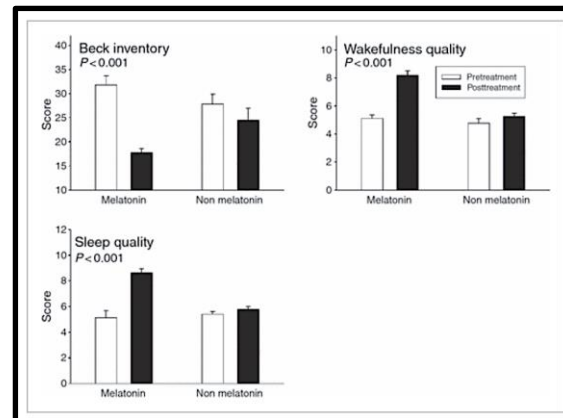 Beck inventory
P<0.001
40
35
30
25
20
15
10
Score
Melatonin
Non melatonin
Wakefulness quality
P<0.001
Pretreatment
Posttreatment
10
8
6
4
2
0
Score
Melatonin
Non melatonin
Sleep quality
P<0.001
12
10
8
6
4
2
0
Score
Melatonin
Non melatonin